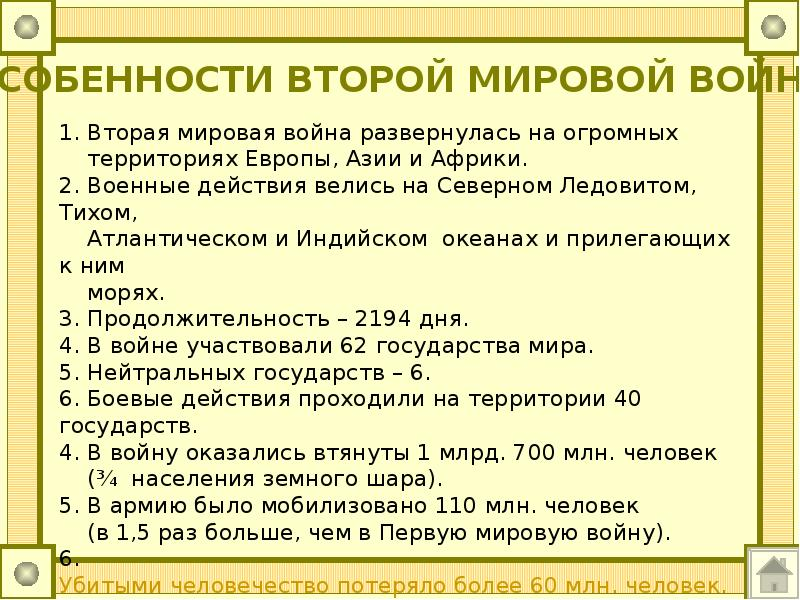 СОБЕННОСТИ ВТОРОЙ МИРОВОЙ ВОЙН
1. Вторая мировая война развернулась на огромных
территориях Европы, Азии и Африки.
2. Военные действия велись на Северном Ледовитом,
Тихом,
Атлантическом и Индийском океанах и прилегающих
к ним
морях.
3. Продолжительность – 2194 дня.
4. В войне участвовали 62 государства мира.
5. Нейтральных государств – 6.
6. Боевые действия проходили на территории 40
государств.
4. В войну оказались втянуты 1 млрд. 700 млн. человек
(¾ населения земного шара).
5. В армию было мобилизовано 110 млн. человек
(в 1,5 раз больше, чем в Первую мировую войну).
6.
Убитыми человечество потеряло более 60 млн. человек.